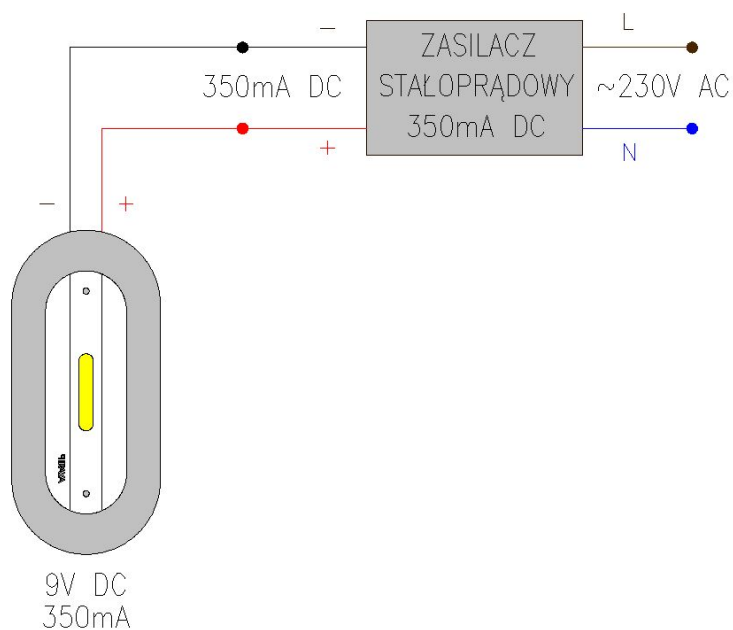 −
L
ZASILACZ
350mA DC
STAŁOPRĄDOWY
~230V AC
350mA DC
+
N
−
+
9V DC
350mA